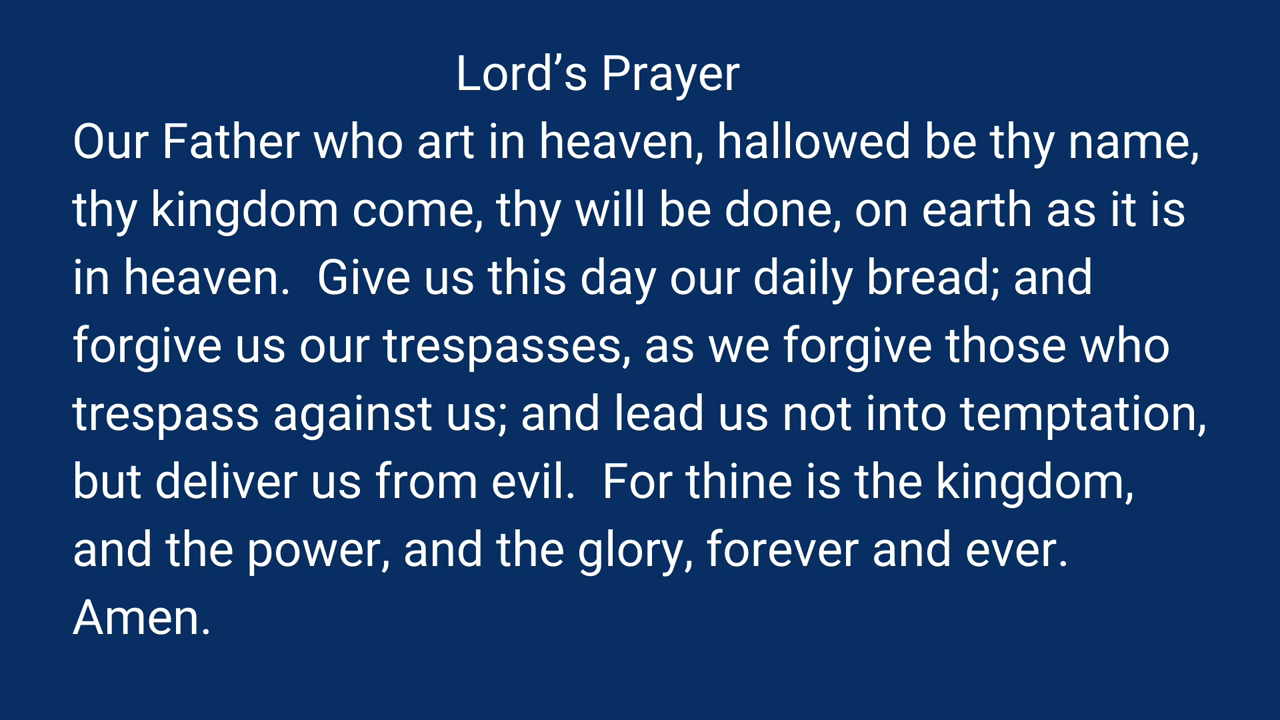 Lord’s Prayer
Our Father who art in heaven, hallowed be thy name,
thy kingdom come, thy will be done, on earth as it is
in heaven.  Give us this day our daily bread; and
forgive us our trespasses, as we forgive those who
trespass against us; and lead us not into temptation,
but deliver us from evil.  For thine is the kingdom,
and the power, and the glory, forever and ever.
Amen.